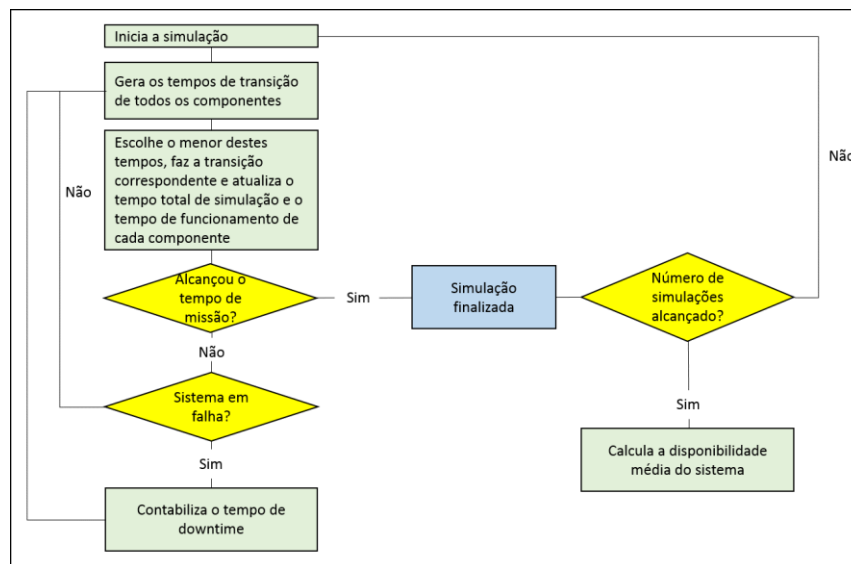 Inicia a simulação
Gera os tempos de transição
de todos os componentes
Escolhe o menor destes
tempos, faz a transição
correspondente e atualiza o
tempo total de simulação e o
tempo de funcionamento de
cada componente
Não
Alcançou o
tempo de
missão?
Sim
Simulação
finalizada
Número de
simulações
alcançado?
Não
Não
Sistema em
falha?
Sim
Contabiliza o tempo de
downtime
Sim
Calcula a disponibilidade
média do sistema